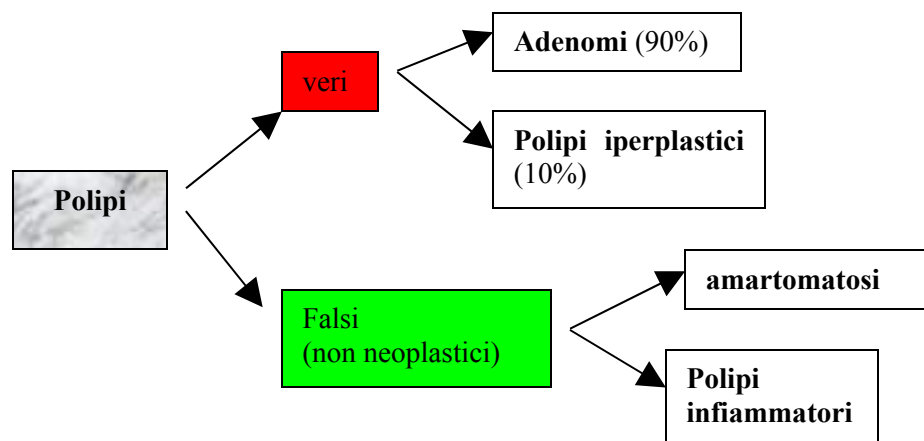 Polipi
veri
Adenomi (90%)
Polipi iperplastici
(10%)
Falsi
(non neoplastici)
amartomatosi
Polipi
infiammatori